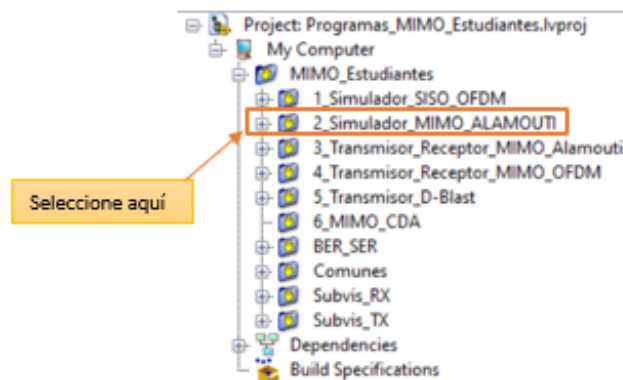 Project: Programas_MIMO_Estudiantes.lvproj
My Computer
MIMO_Estudiantes
1_Simulador_SISO_OFDM
2_Simulador_MIMO_ALAMOUTI
3_Transmisor_Receptor_MIMO_Alamouti
4_Transmisor_Receptor_MIMO_OFDM
5_Transmisor_D-Blast
6_MIMO_CDA
BER_SER
Comunes
Subvis_RX
Subvis_TX
Dependencies
Build Specifications
Seleccione aquí